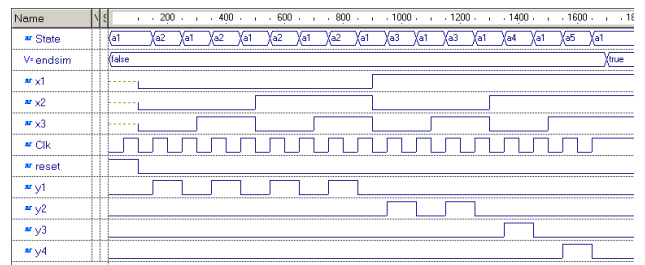 Name \ S 200 400 600 800 1000 1200 1400 1600 18
State a1 a2 a1 a2 a1 a2 a1 a2 a1 a3 a1 a3 a1 a4 a1 a5 a1
V= endsim false true
x1
x2
x3
Clk
reset
y1
y2
y3
y4